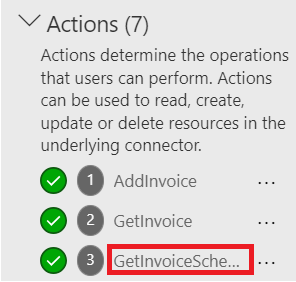 Actions (7)
Actions determine the operations
that users can perform. Actions
can be used to read, create,
update or delete resources in the
underlying connector.
1 AddInvoice ...
2 GetInvoice ...
3 GetInvoiceSche... ...